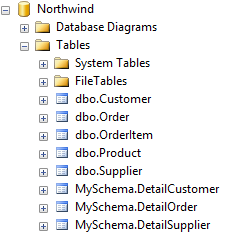 Northwind
Database Diagrams
Tables
System Tables
FileTables
dbo.Customer
dbo.Order
dbo.OrderItem
dbo.Product
dbo.Supplier
MySchema.DetailCustomer
MySchema.DetailOrder
MySchema.DetailSupplier